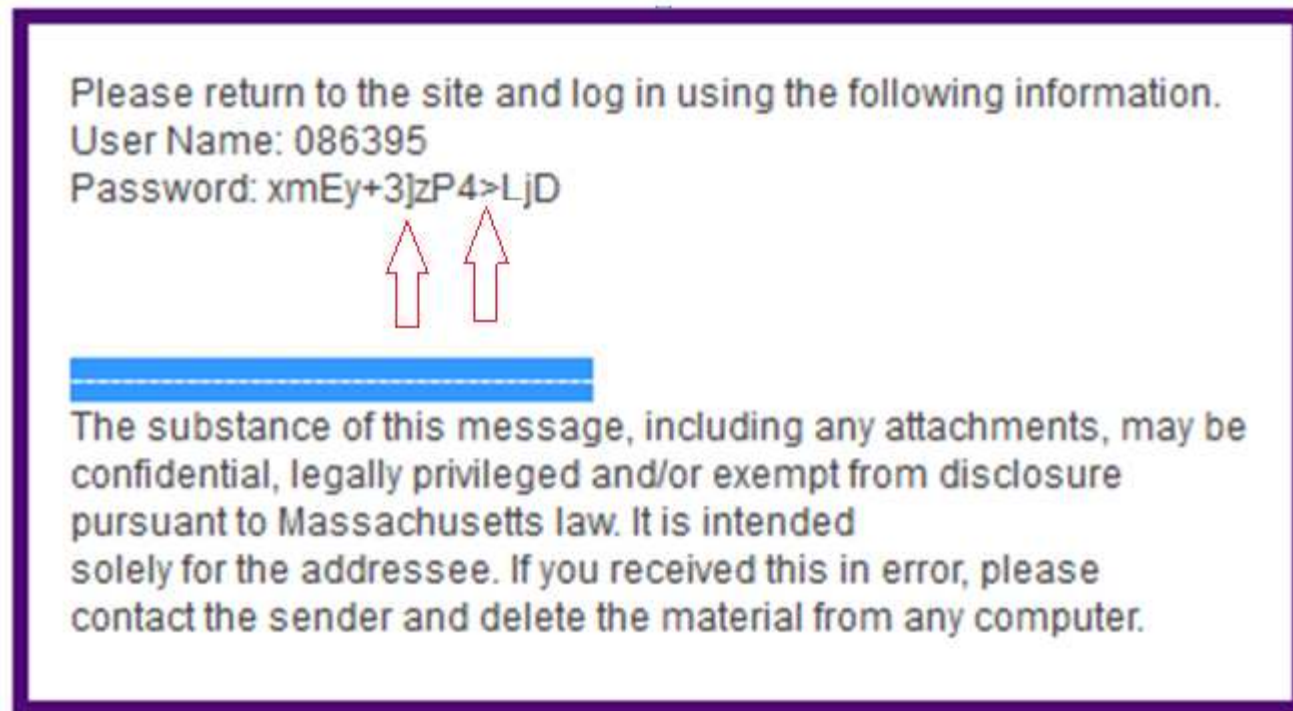 Please return to the site and log in using the following information.
User Name: 086395
Password: xmEy+3]zP4>LjD
--------------------------------------------------------
The substance of this message, including any attachments, may be
confidential, legally privileged and/or exempt from disclosure
pursuant to Massachusetts law. It is intended
solely for the addressee. If you received this in error, please
contact the sender and delete the material from any computer.